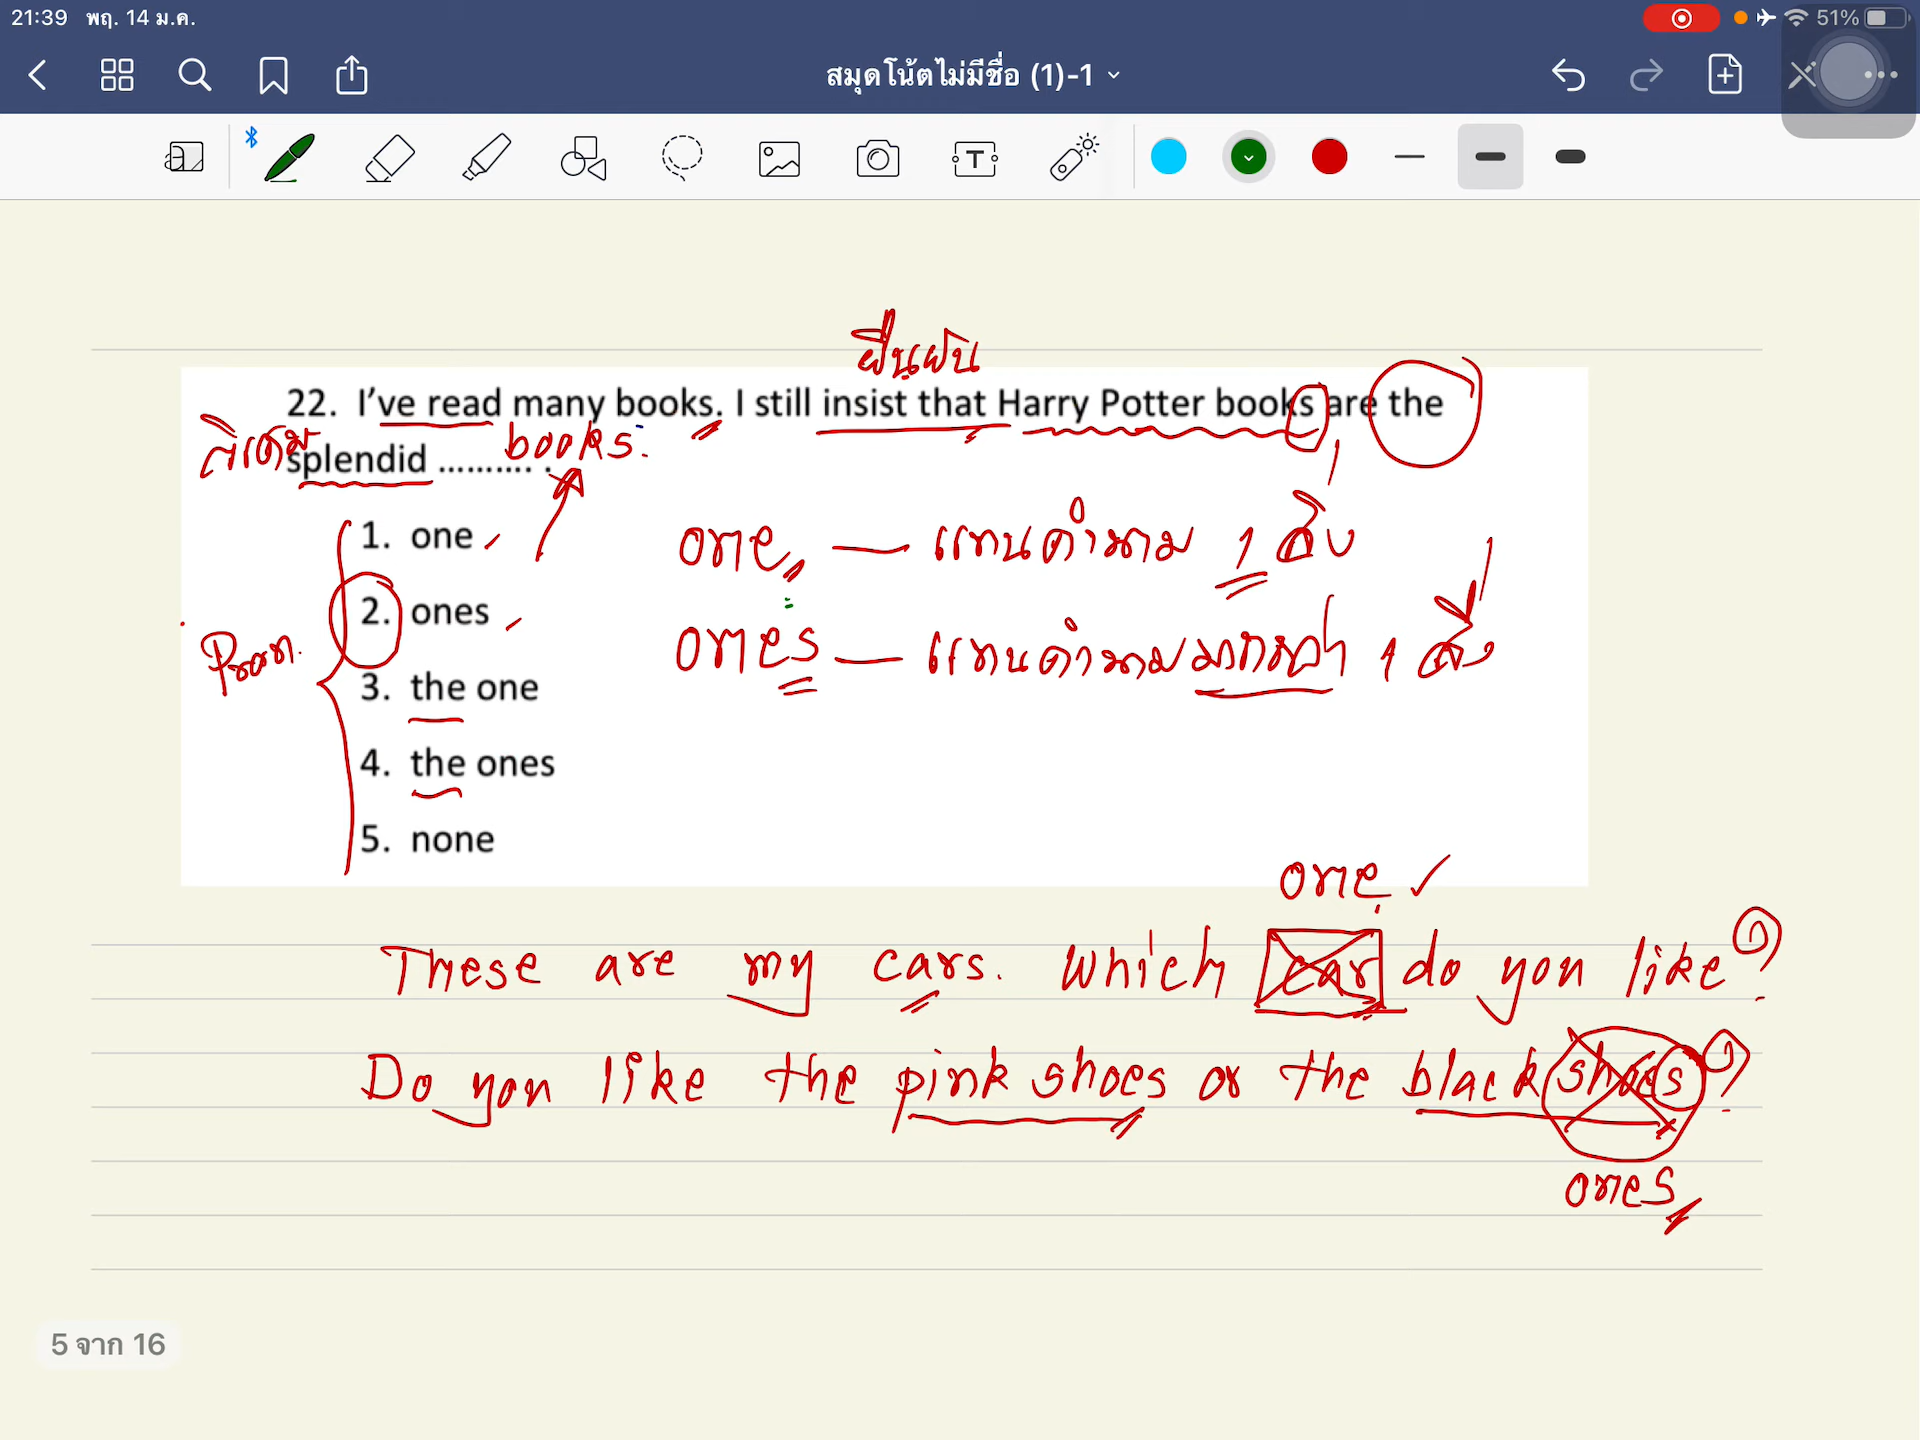 21:39 พฤ. 14 ม.ค.
51%
สมุดโน้ตไม่มีชื่อ (1)-1
ยืนยัน
22. I've read many books. I still insist that Harry Potter books are the
splendid ........... .
books.
1. one
2. ones
3. the one
4. the ones
5. none
Pron.
one — แทนคำนาม 1 สิ่ง
ones — แทนคำนามมากกว่า 1 สิ่ง
one ✓
These are my cars. Which car do you like?
Do you like the pink shoes or the black shoes?
ones
5 จาก 16